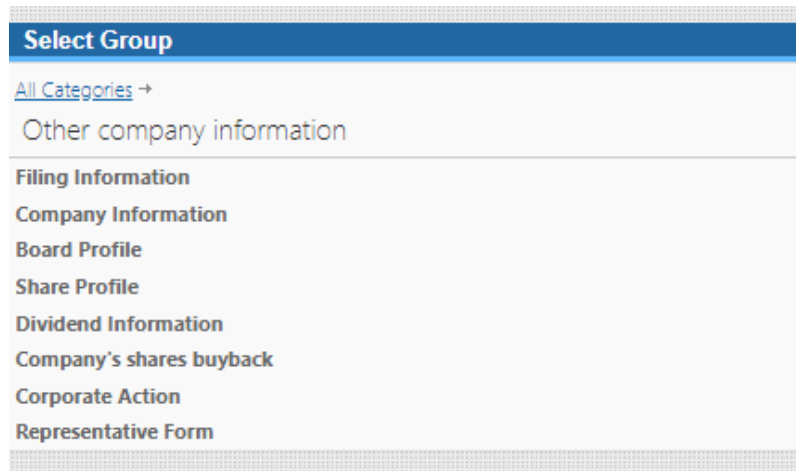 Select Group
All Categories →
Other company information
Filing Information
Company Information
Board Profile
Share Profile
Dividend Information
Company's shares buyback
Corporate Action
Representative Form